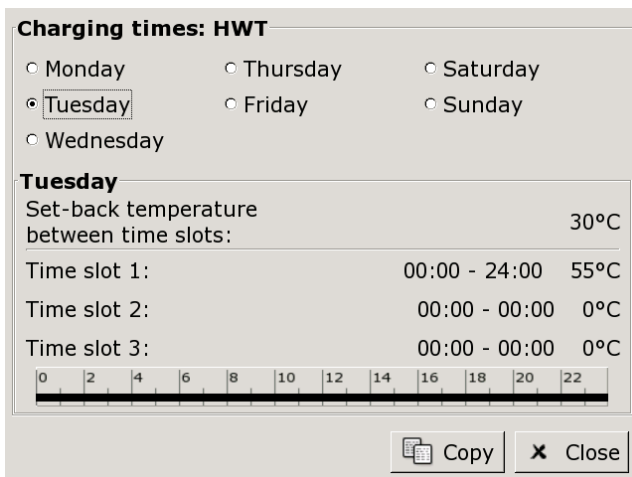 Charging times: HWT
Monday Thursday Saturday
Tuesday Friday Sunday
Wednesday
Tuesday
Set-back temperature
between time slots: 30°C
Time slot 1: 00:00 - 24:00 55°C
Time slot 2: 00:00 - 00:00 0°C
Time slot 3: 00:00 - 00:00 0°C
0 2 4 6 8 10 12 14 16 18 20 22
Copy Close